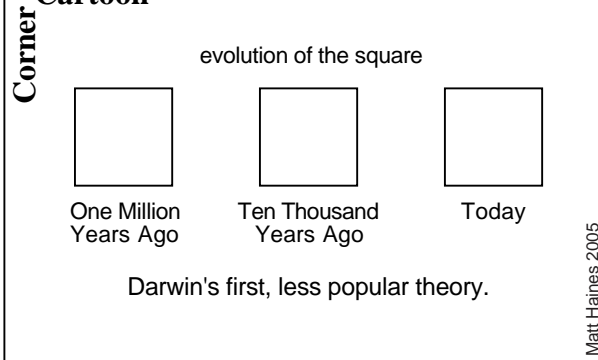 Cartoon
Corner
evolution of the square
One Million
Years Ago
Ten Thousand
Years Ago
Today
Darwin's first, less popular theory.
Matt Haines 2005